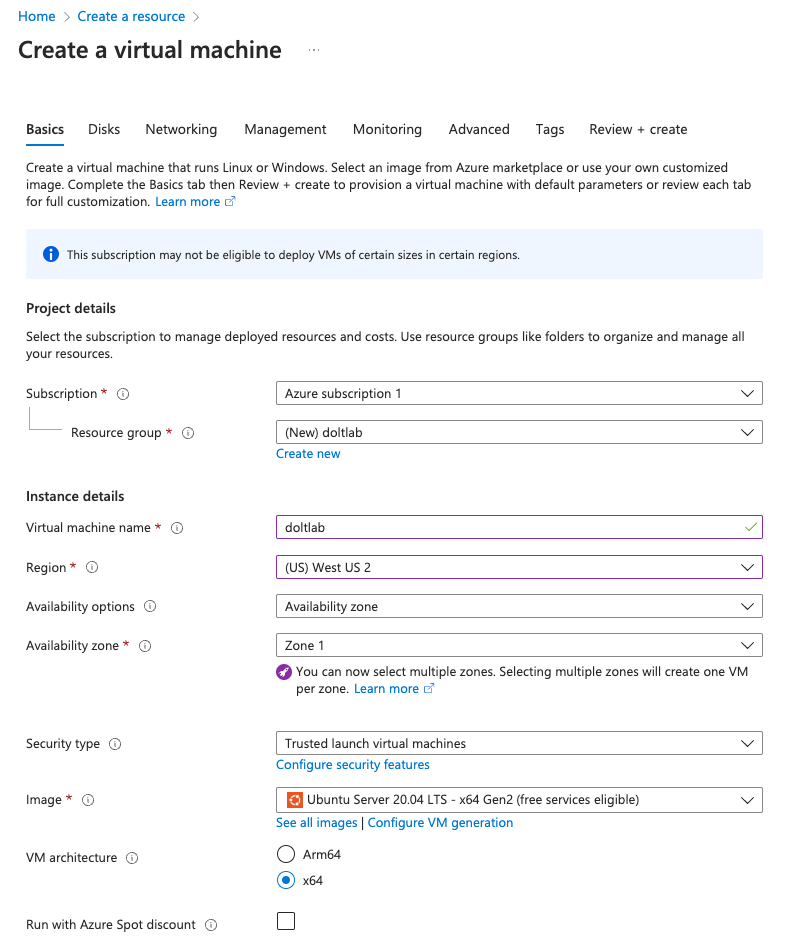 Home > Create a resource >
Create a virtual machine ...
Basics Disks Networking Management Monitoring Advanced Tags Review + create
Create a virtual machine that runs Linux or Windows. Select an image from Azure marketplace or use your own customized
image. Complete the Basics tab then Review + create to provision a virtual machine with default parameters or review each tab
for full customization. Learn more
This subscription may not be eligible to deploy VMs of certain sizes in certain regions.
Project details
Select the subscription to manage deployed resources and costs. Use resource groups like folders to organize and manage all
your resources.
Subscription * Azure subscription 1
Resource group * (New) doltlab
Create new
Instance details
Virtual machine name * doltlab
Region * (US) West US 2
Availability options Availability zone
Availability zone * Zone 1
You can now select multiple zones. Selecting multiple zones will create one VM
per zone. Learn more
Security type Trusted launch virtual machines
Configure security features
Image * Ubuntu Server 20.04 LTS - x64 Gen2 (free services eligible)
See all images | Configure VM generation
VM architecture Arm64
x64
Run with Azure Spot discount